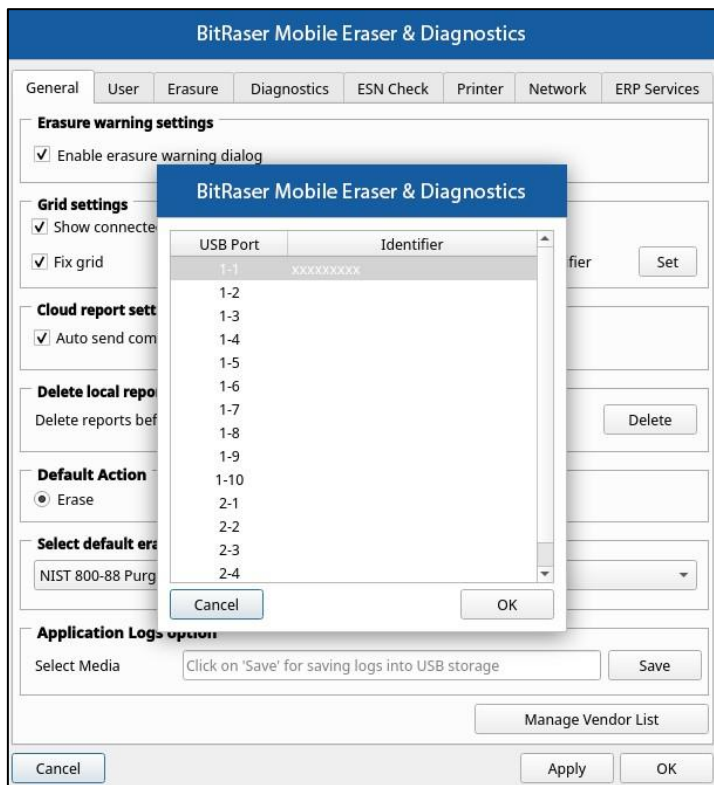 BitRaser Mobile Eraser & Diagnostics
General User Erasure Diagnostics ESN Check Printer Network ERP Services
Erasure warning settings
Enable erasure warning dialog
BitRaser Mobile Eraser & Diagnostics
Grid settings
Show connecte
Fix grid
fier Set
USB Port Identifier
1-1 xxxxxxxxx
1-2
1-3
1-4
1-5
1-6
1-7
1-8
1-9
1-10
2-1
2-2
2-3
2-4
Cancel OK
Cloud report sett
Auto send com
Delete local repo
Delete reports bef Delete
Default Action
Erase
Select default era
NIST 800-88 Purg
Application Logs option
Select Media Click on 'Save' for saving logs into USB storage Save
Manage Vendor List
Cancel Apply OK